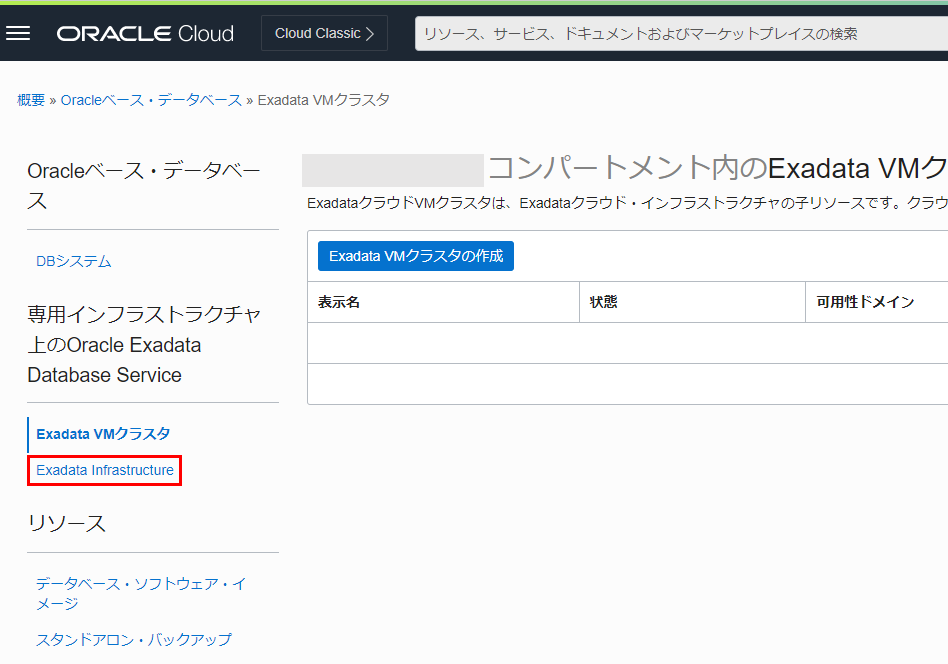 ORACLE Cloud
Cloud Classic
リソース、サービス、ドキュメントおよびマーケットプレイスの検索
概要 » Oracleベース・データベース » Exadata VMクラスタ
Oracleベース・データベー
ス
DBシステム
専用インフラストラクチャ
上のOracle Exadata
Database Service
Exadata VMクラスタ
Exadata Infrastructure
リソース
データベース・ソフトウェア・イ
メージ
スタンドアロン・バックアップ
コンパートメント内のExadata VMク
ExadataクラウドVMクラスタは、Exadataクラウド・インフラストラクチャの子リソースです。クラウ
Exadata VMクラスタの作成
表示名
状態
可用性ドメイン